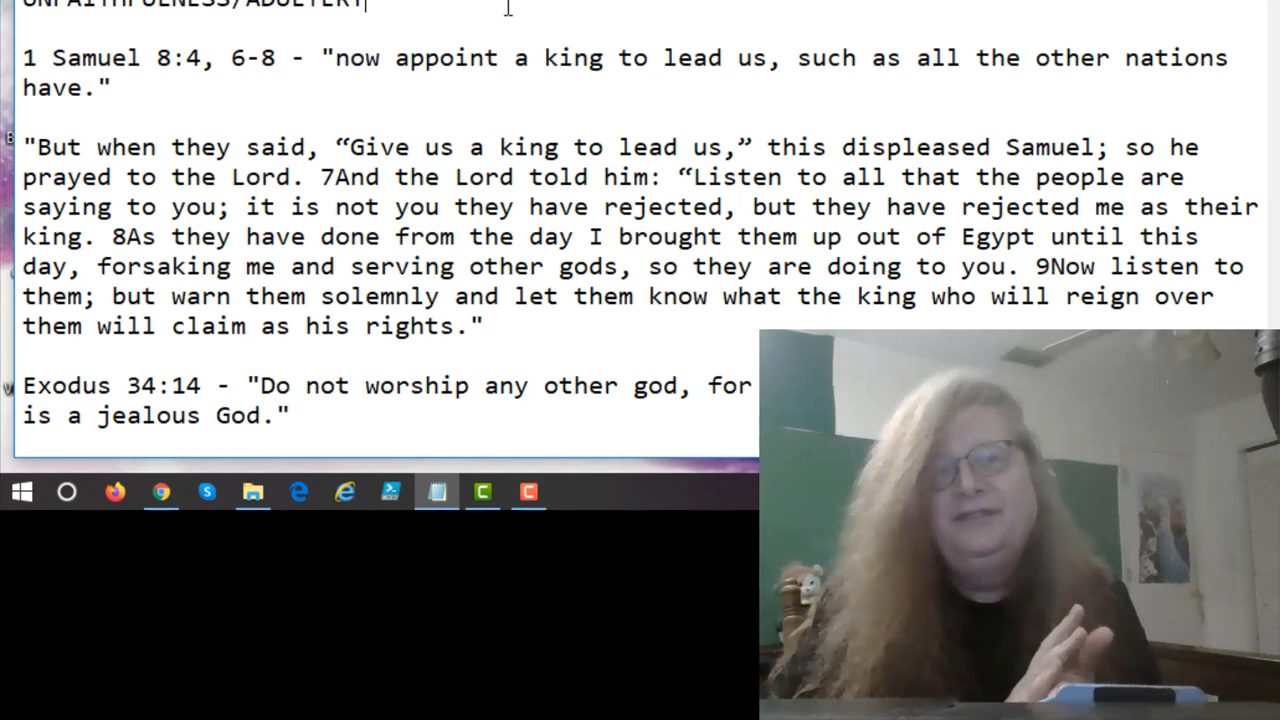 UNFAITHFULNESS/ADULTERY
1 Samuel 8:4, 6-8 - "now appoint a king to lead us, such as all the other nations
have."
"But when they said, “Give us a king to lead us,” this displeased Samuel; so he
prayed to the Lord. 7And the Lord told him: “Listen to all that the people are
saying to you; it is not you they have rejected, but they have rejected me as their
king. 8As they have done from the day I brought them up out of Egypt until this
day, forsaking me and serving other gods, so they are doing to you. 9Now listen to
them; but warn them solemnly and let them know what the king who will reign over
them will claim as his rights."
Exodus 34:14 - "Do not worship any other god, for
is a jealous God."